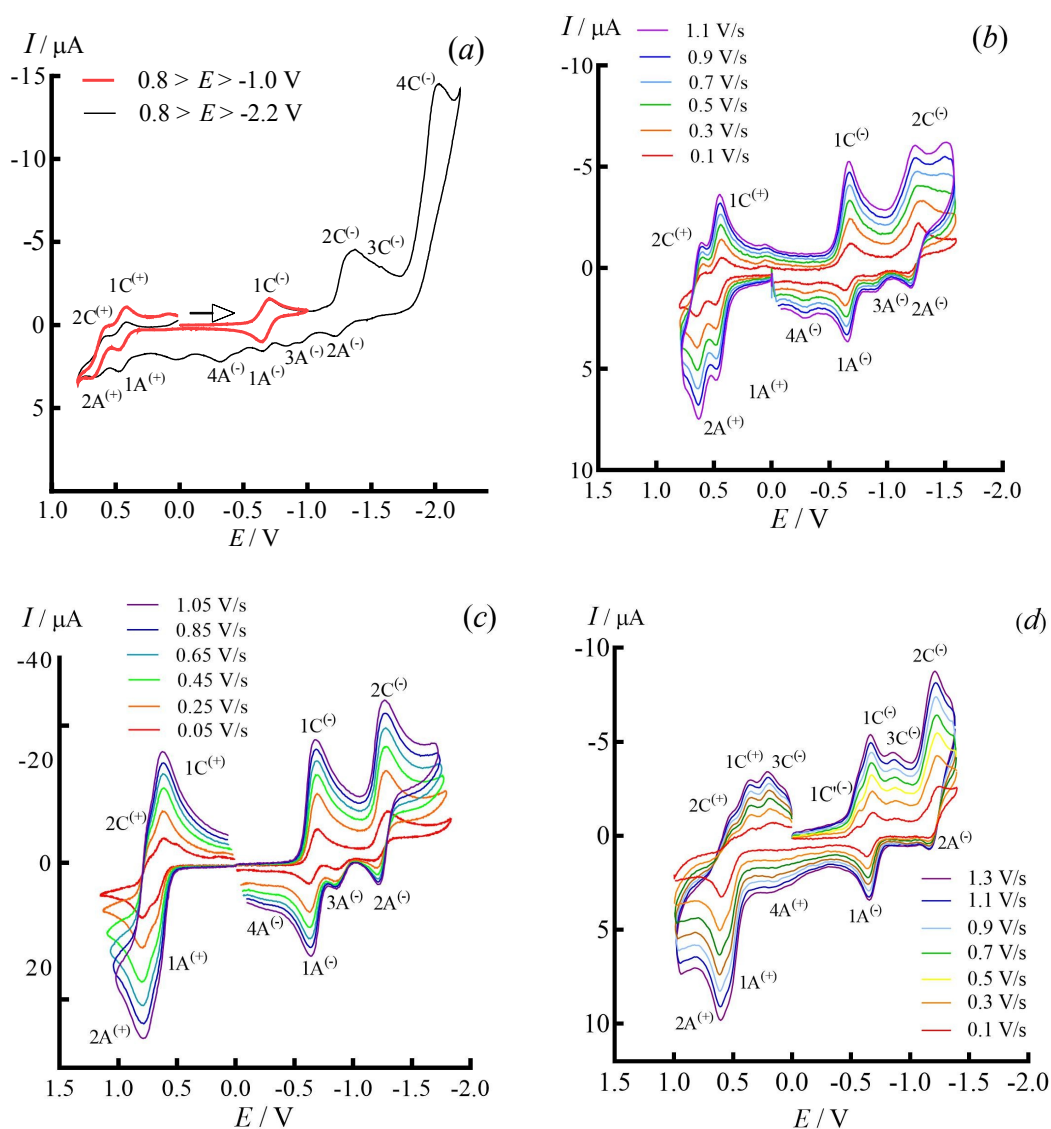 (a)
I / µA
0.8 > E > -1.0 V
0.8 > E > -2.2 V
-15
-10
-5
0
5
4C(-)
2C(-)
3C(-)
1C(+)
2C(+)
1C(-)
2A(+)
1A(+)
4A(-)
1A(-)
3A(-)
2A(-)
1.0 0.5 0.0 -0.5 -1.0 -1.5 -2.0
E / V
(b)
I / µA
1.1 V/s
0.9 V/s
0.7 V/s
0.5 V/s
0.3 V/s
0.1 V/s
-10
-5
0
5
10
1C(-)
2C(-)
1C(+)
2C(+)
3A(-)
2A(-)
4A(-)
1A(-)
1A(+)
2A(+)
1.5 1.0 0.5 0.0 -0.5 -1.0 -1.5 -2.0
E / V
(c)
I / µA
1.05 V/s
0.85 V/s
0.65 V/s
0.45 V/s
0.25 V/s
0.05 V/s
-40
-20
0
20
2C(-)
1C(-)
1C(+)
2C(+)
3A(-)
2A(-)
4A(-)
1A(-)
1A(+)
2A(+)
1.5 1.0 0.5 0.0 -0.5 -1.0 -1.5 -2.0
E / V
(d)
I / µA
-10
-5
0
5
10
2C(-)
1C(-)
3C(-)
1C(+)
3C(+)
1C'(-)
2C(+)
2A(-)
4A(+)
1A(-)
1A(+)
2A(+)
1.3 V/s
1.1 V/s
0.9 V/s
0.7 V/s
0.5 V/s
0.3 V/s
0.1 V/s
1.0 0.5 0.0 -0.5 -1.0 -1.5 -2.0
E / V